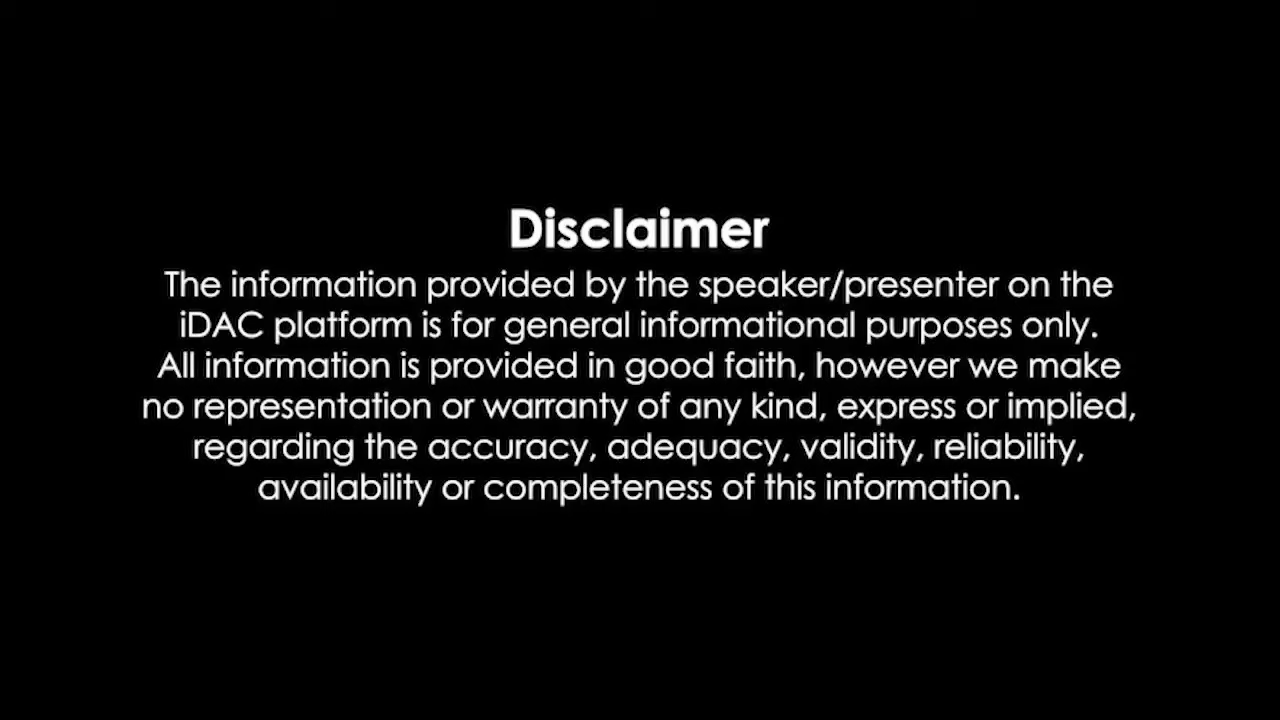 Disclaimer
The information provided by the speaker/presenter on the
iDAC platform is for general informational purposes only.
All information is provided in good faith, however we make
no representation or warranty of any kind, express or implied,
regarding the accuracy, adequacy, validity, reliability,
availability or completeness of this information.